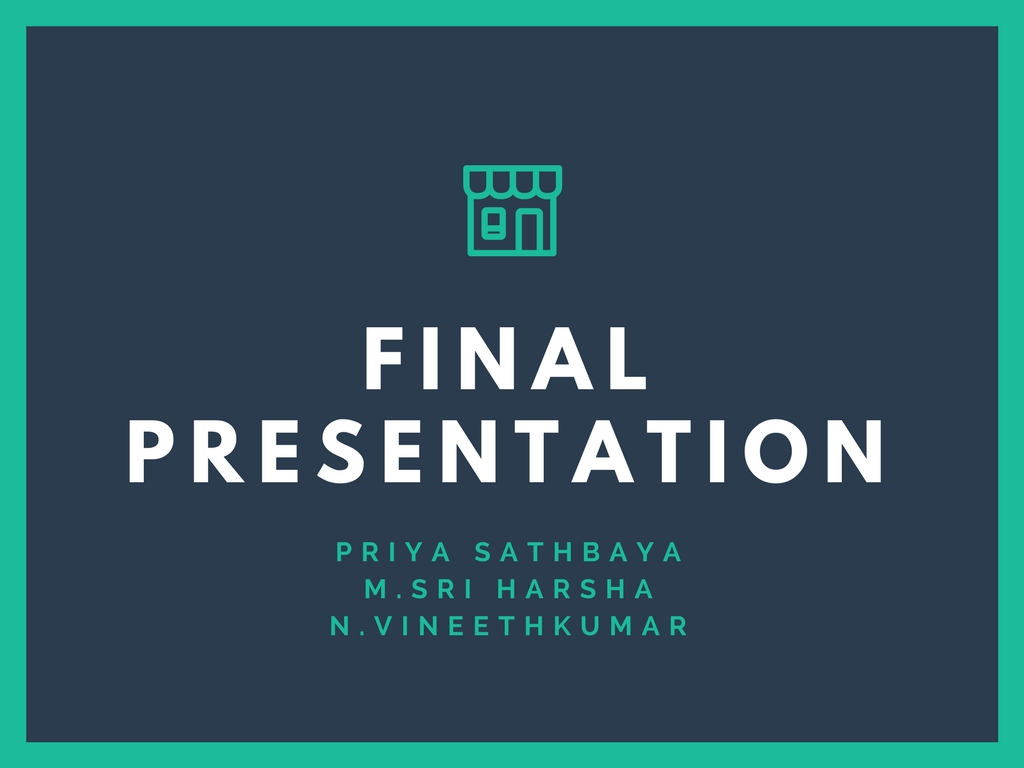 FINAL
PRESENTATION
PRIYA SATHBAYA
M.SRI HARSHA
N.VINEETHKUMAR